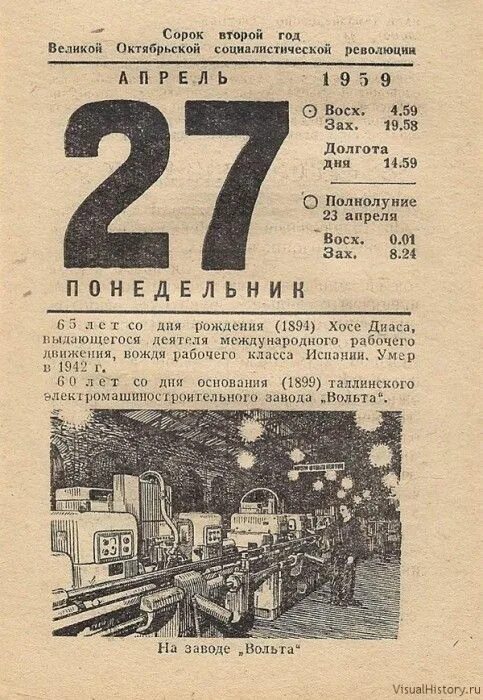 Сорок второй год
Великой Октябрьской социалистической революции
АПРЕЛЬ 1959
27
Восх. 4.59
Зах. 19.58
Долгота
дня 14.59
Полнолуние
23 апреля
Восх. 0.01
Зах. 8.24
ПОНЕДЕЛЬНИК
65 лет со дня рождения (1894) Хосе Диаса,
выдающегося деятеля международного рабочего
движения, вождя рабочего класса Испании. Умер
в 1942 г.
60 лет со дня основания (1899) таллинского
электромашиностроительного завода „Вольта“.
На заводе „Вольта“
VisualHistory.ru